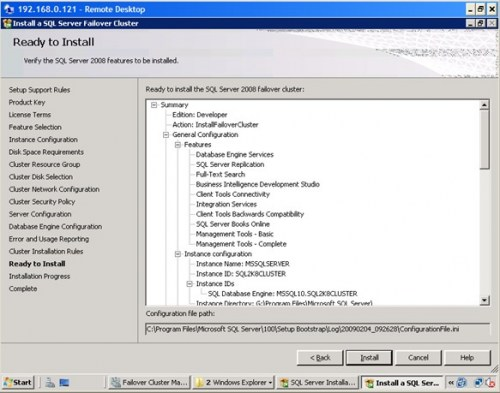 192.168.0.121 - Remote Desktop
Install a SQL Server Failover Cluster
Ready to Install
Verify the SQL Server 2008 features to be installed.
Setup Support Rules
Product Key
License Terms
Feature Selection
Instance Configuration
Disk Space Requirements
Cluster Resource Group
Cluster Disk Selection
Cluster Network Configuration
Cluster Security Policy
Server Configuration
Database Engine Configuration
Error and Usage Reporting
Cluster Installation Rules
Ready to Install
Installation Progress
Complete
Ready to install the SQL Server 2008 failover cluster:
Summary
Edition: Developer
Action: InstallFailoverCluster
General Configuration
Features
Database Engine Services
SQL Server Replication
Full-Text Search
Business Intelligence Development Studio
Client Tools Connectivity
Integration Services
Client Tools Backwards Compatibility
SQL Server Books Online
Management Tools - Basic
Management Tools - Complete
Instance configuration
Instance Name: MSSQLSERVER
Instance ID: SQL2K8CLUSTER
Instance IDs
SQL Database Engine: MSSQL10.SQL2K8CLUSTER
Instance Directory: G:\Program Files\Microsoft SQL Server\
Configuration file path:
C:\Program Files\Microsoft SQL Server\100\Setup Bootstrap\Log\20090204_092628\ConfigurationFile.ini
< Back
Install
Cancel
Help
Start
Failover Cluster Ma...
2 Windows Explorer
SQL Server Installa...
Install a SQL Ser...